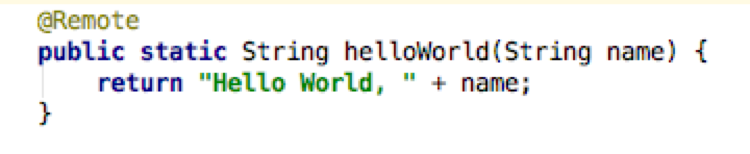 @Remote
public static String helloWorld(String name) {
    return "Hello World, " + name;
}